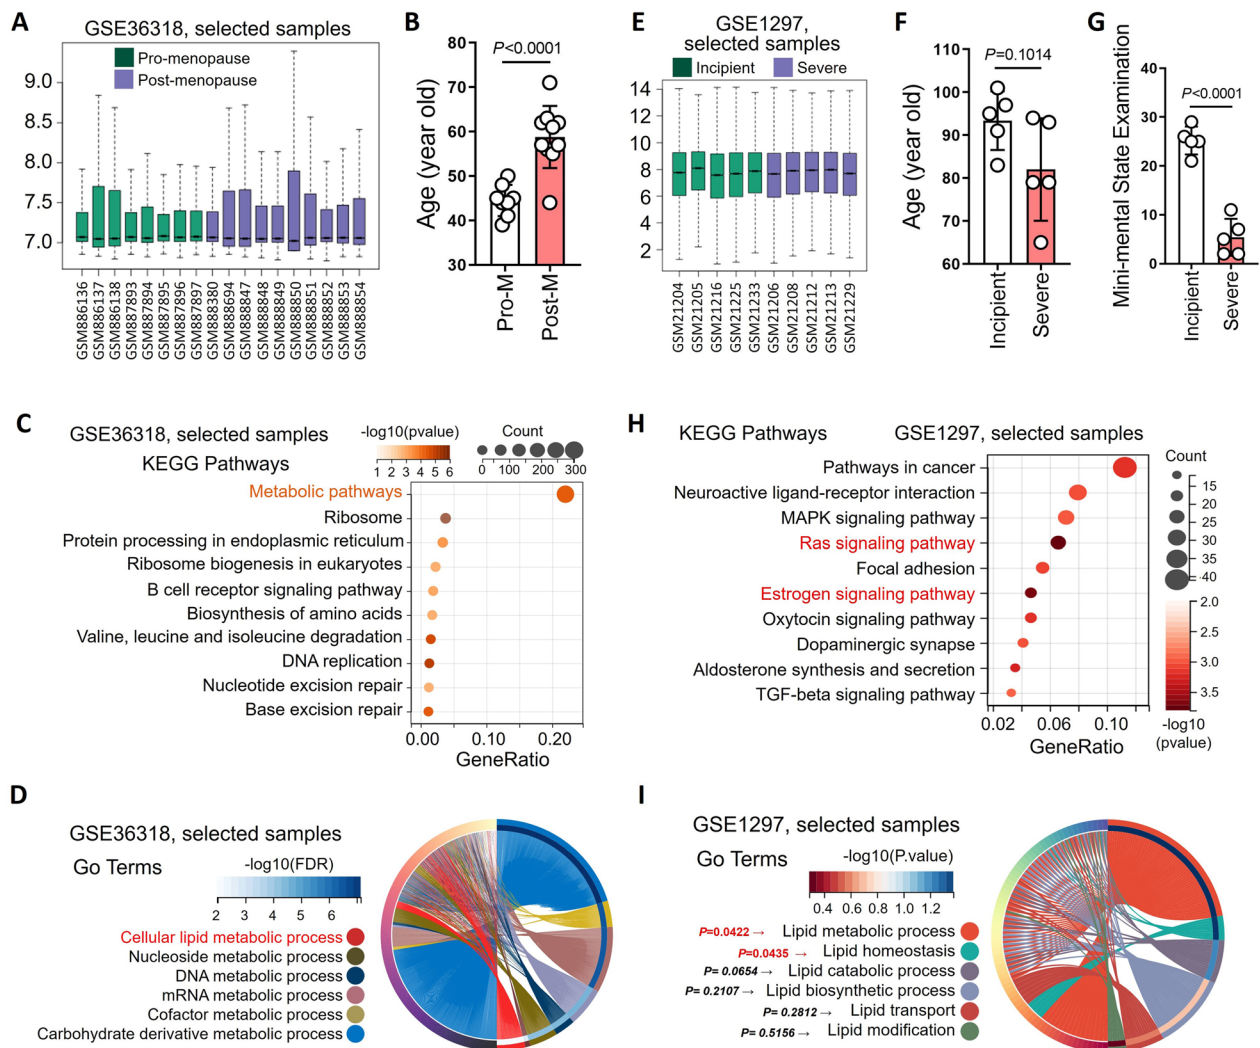 A
GSE36318, selected samples
Pro-menopause
Post-menopause
9.0
8.5
8.0
7.5
7.0
GSM886136
GSM886137
GSM886138
GSM887893
GSM887894
GSM887895
GSM887896
GSM887897
GSM888380
GSM888694
GSM888847
GSM888848
GSM888849
GSM888850
GSM888851
GSM888852
GSM888853
GSM888854
B
P<0.0001
Age (year old)
80
70
60
50
40
30
Pro-M
Post-M
E
GSE1297,
selected samples
Incipient
Severe
14
12
10
8
6
4
2
GSM21204
GSM21205
GSM21216
GSM21225
GSM21233
GSM21206
GSM21208
GSM21212
GSM21213
GSM21229
F
P=0.1014
Age (year old)
110
100
90
80
70
60
Incipient
Severe
G
P<0.0001
Mini-mental State Examination
40
30
20
10
0
Incipient
Severe
C
GSE36318, selected samples
KEGG Pathways
-log10(pvalue)
1 2 3 4 5 6
Count
0 100 200 300
Metabolic pathways
Ribosome
Protein processing in endoplasmic reticulum
Ribosome biogenesis in eukaryotes
B cell receptor signaling pathway
Biosynthesis of amino acids
Valine, leucine and isoleucine degradation
DNA replication
Nucleotide excision repair
Base excision repair
0.00 0.10 0.20
GeneRatio
H
KEGG Pathways
GSE1297, selected samples
Pathways in cancer
Neuroactive ligand-receptor interaction
MAPK signaling pathway
Ras signaling pathway
Focal adhesion
Estrogen signaling pathway
Oxytocin signaling pathway
Dopaminergic synapse
Aldosterone synthesis and secretion
TGF-beta signaling pathway
0.02 0.06 0.10
GeneRatio
Count
15
20
25
30
35
40
2.0
2.5
3.0
3.5
-log10
(pvalue)
D
GSE36318, selected samples
Go Terms
-log10(FDR)
2 3 4 5 6 7
Cellular lipid metabolic process
Nucleoside metabolic process
DNA metabolic process
mRNA metabolic process
Cofactor metabolic process
Carbohydrate derivative metabolic process
I
GSE1297, selected samples
Go Terms
-log10(P.value)
0.4 0.6 0.8 1.0 1.2
P=0.0422 → Lipid metabolic process
P=0.0435 → Lipid homeostasis
P= 0.0654 → Lipid catabolic process
P= 0.2107 → Lipid biosynthetic process
P= 0.2812 → Lipid transport
P= 0.5156 → Lipid modification